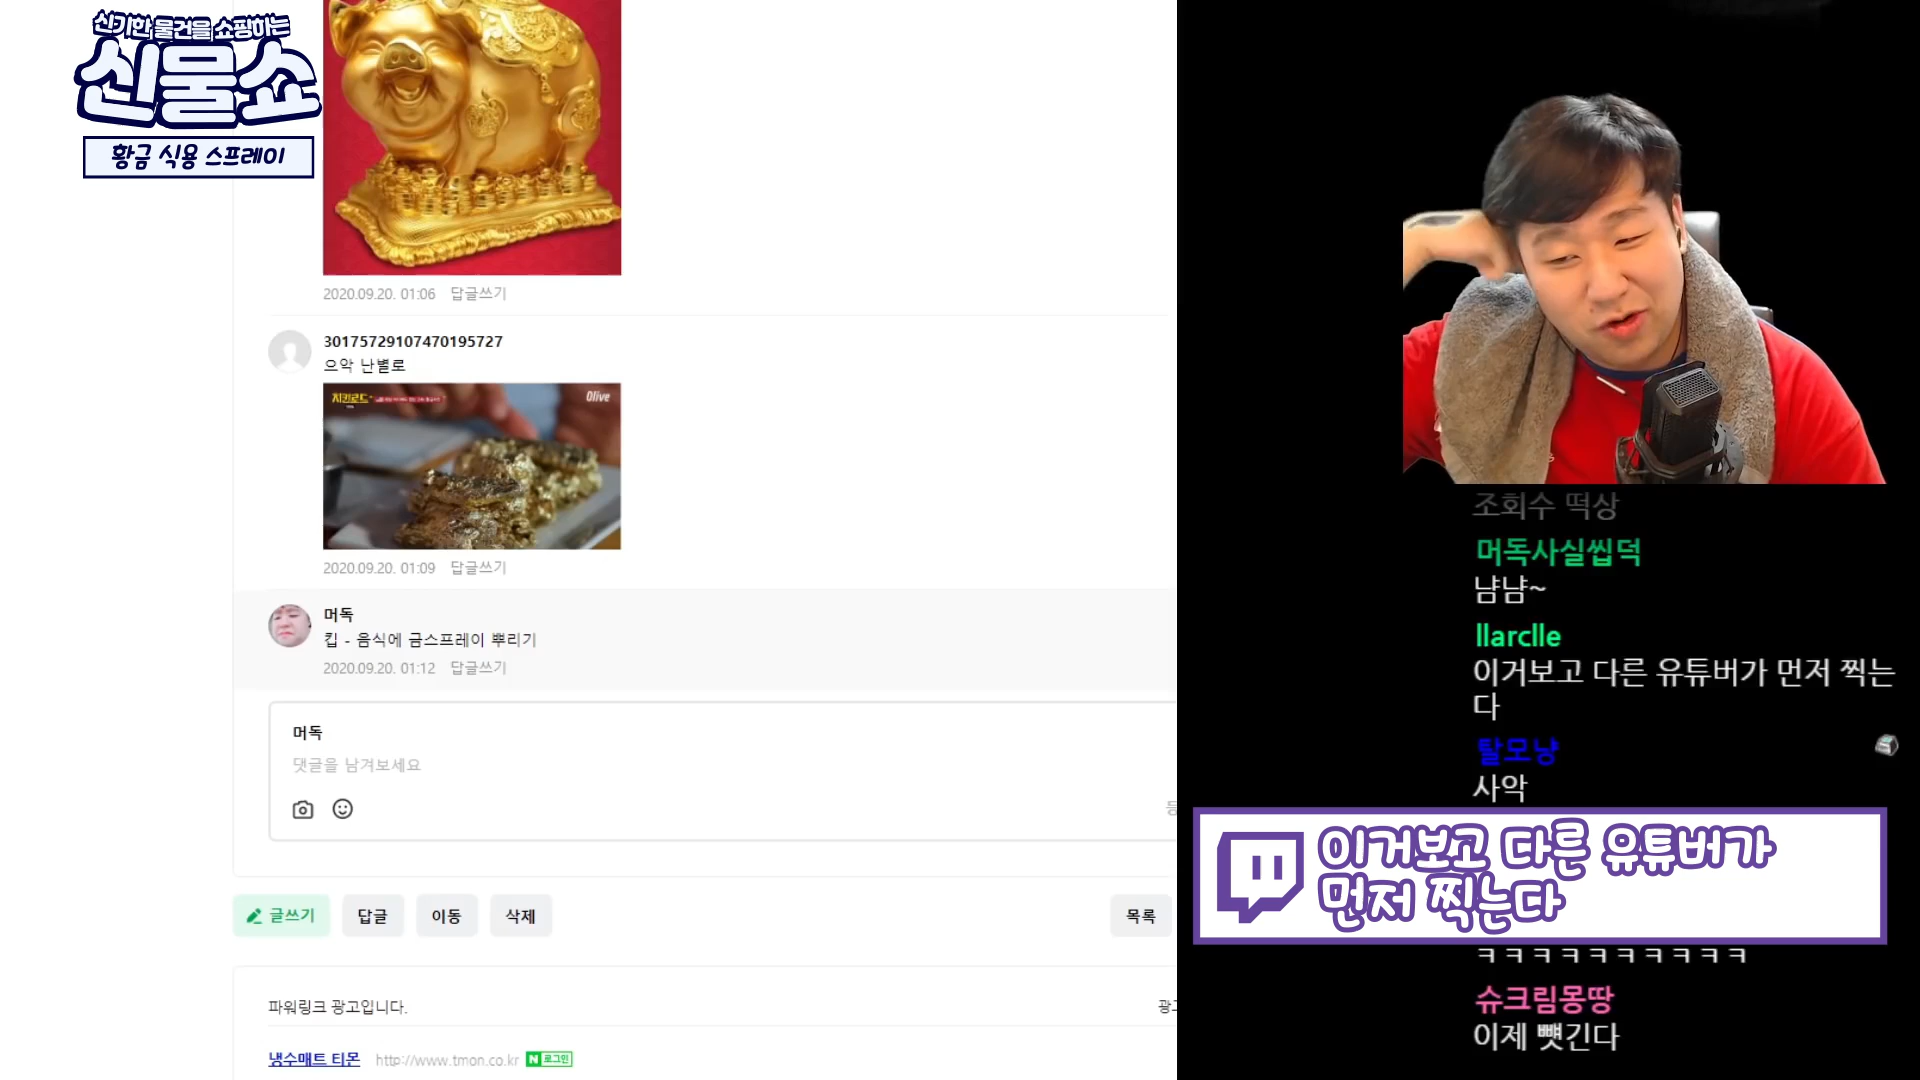 신기한 물건을 쇼핑하는
신물쇼
황금 식용 스프레이
2020.09.20. 01:06 답글쓰기
30175729107470195727
으악 난별로
치킨로드
Olive
2020.09.20. 01:09 답글쓰기
머독
킵 - 음식에 금스프레이 뿌리기
2020.09.20. 01:12 답글쓰기
머독
댓글을 남겨보세요
글쓰기 답글 이동 삭제 목록
파워링크 광고입니다.
냉수매트 티몬 http://www.tmon.co.kr N 로그인
조회수 떡상
머독사실씹덕
냠냠~
llarclle
이거보고 다른 유튜버가 먼저 찍는
다
탈모냥
사악
이거보고 다른 유튜버가
먼저 찍는다
ㅋㅋㅋㅋㅋㅋㅋㅋㅋㅋ
슈크림몽땅
이제 뺏긴다